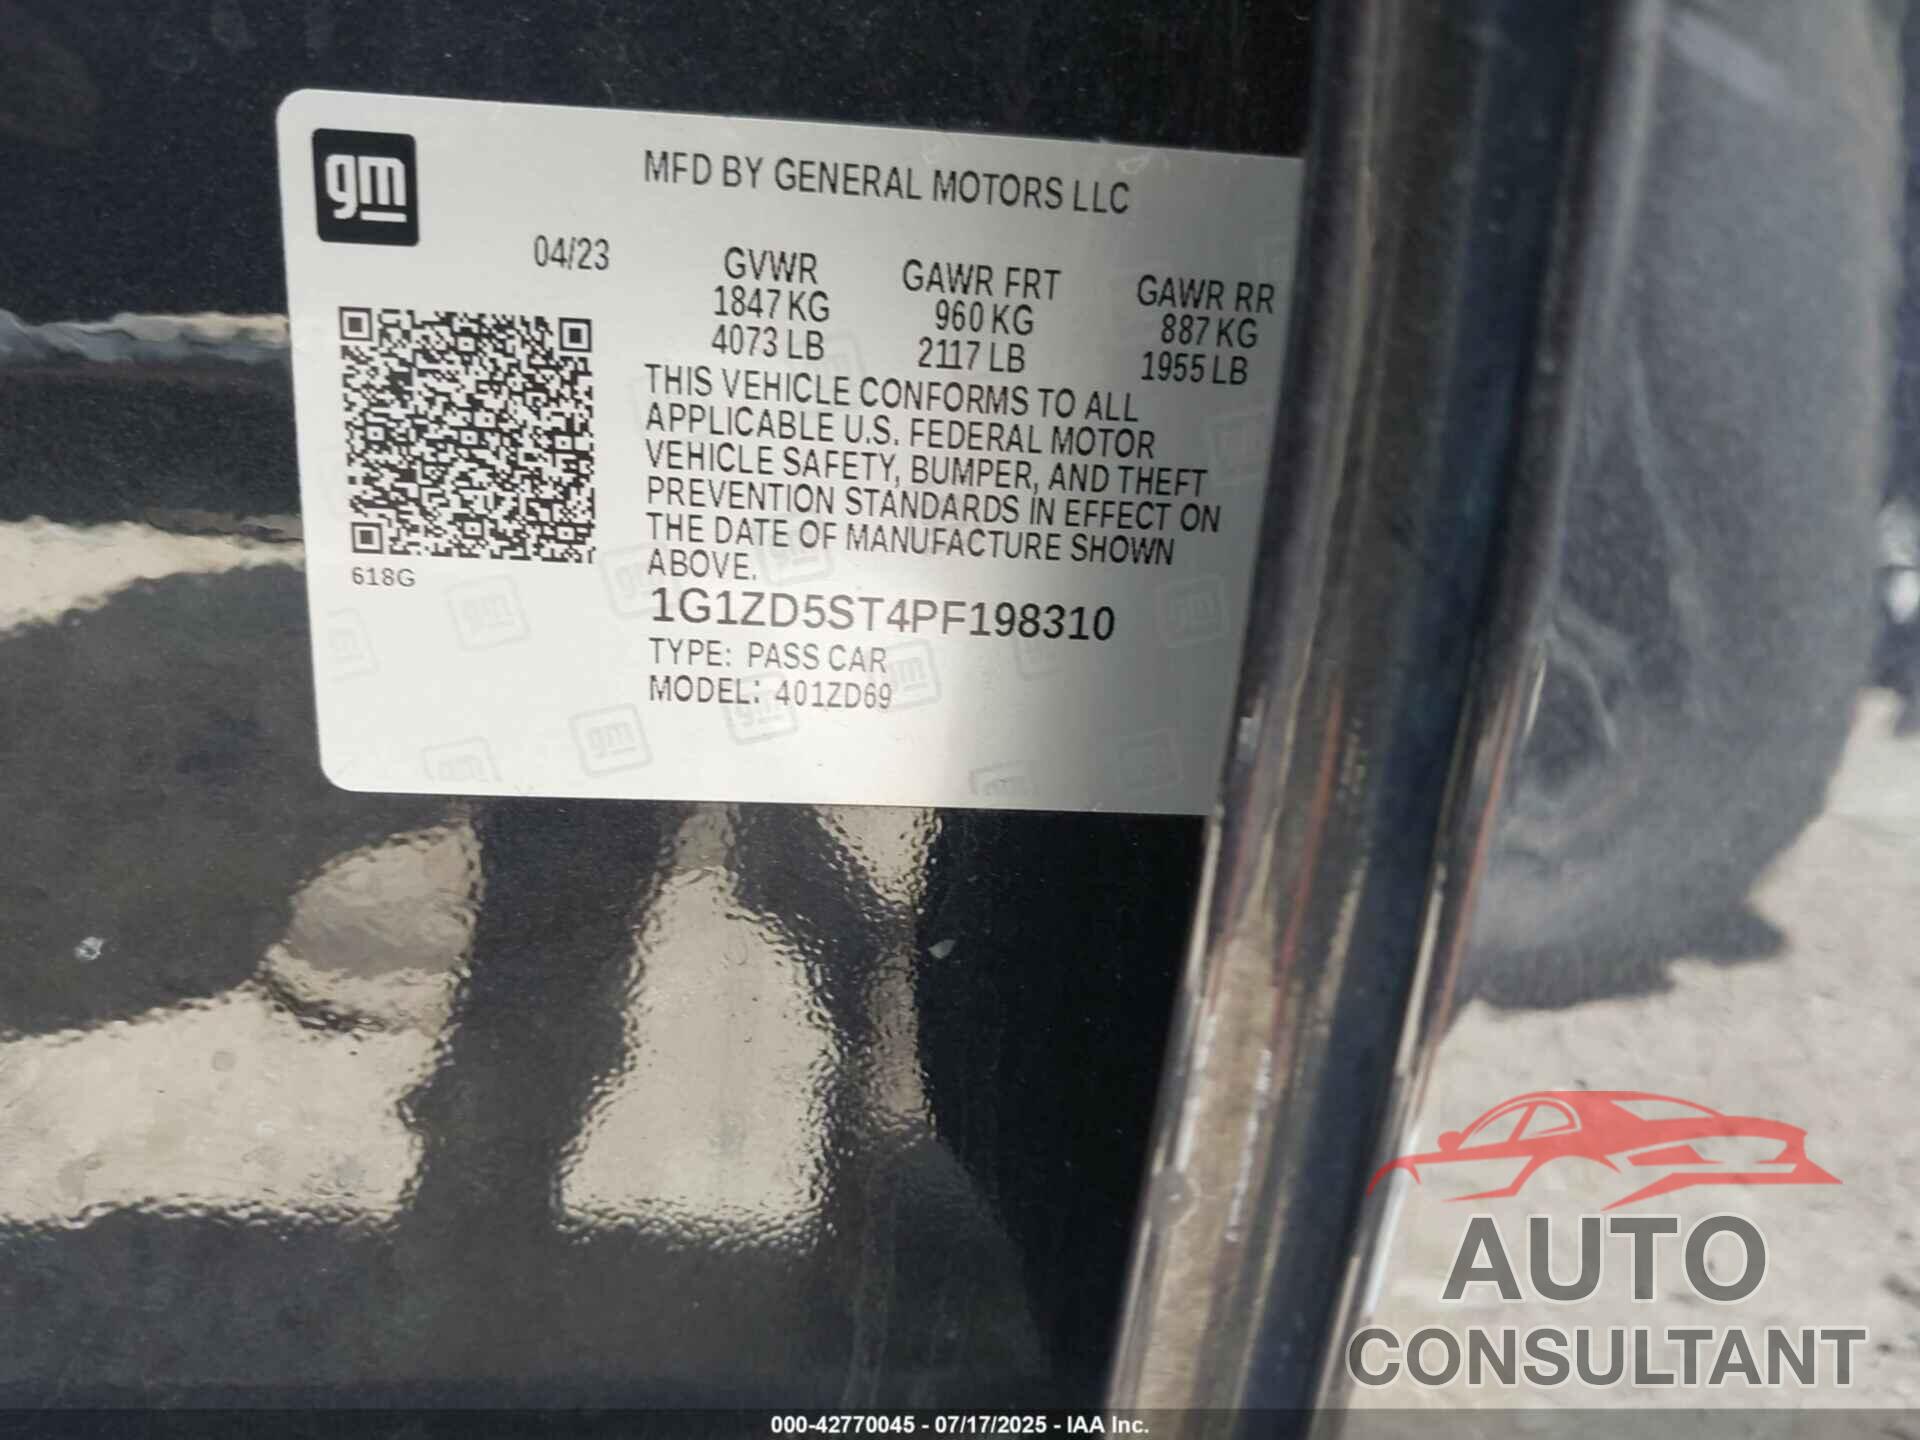 gm
MFD BY GENERAL MOTORS LLC
04/23
GVWR GAWR FRT GAWR RR
1847 KG 960 KG 887 KG
4073 LB 2117 LB 1955 LB
THIS VEHICLE CONFORMS TO ALL
APPLICABLE U.S. FEDERAL MOTOR
VEHICLE SAFETY, BUMPER, AND THEFT
PREVENTION STANDARDS IN EFFECT ON
THE DATE OF MANUFACTURE SHOWN
ABOVE.
618G
1G1ZD5ST4PF198310
TYPE: PASS CAR
MODEL: 401ZD69
AUTO
CONSULTANT
000-42770045 - 07/17/2025 - IAA Inc.